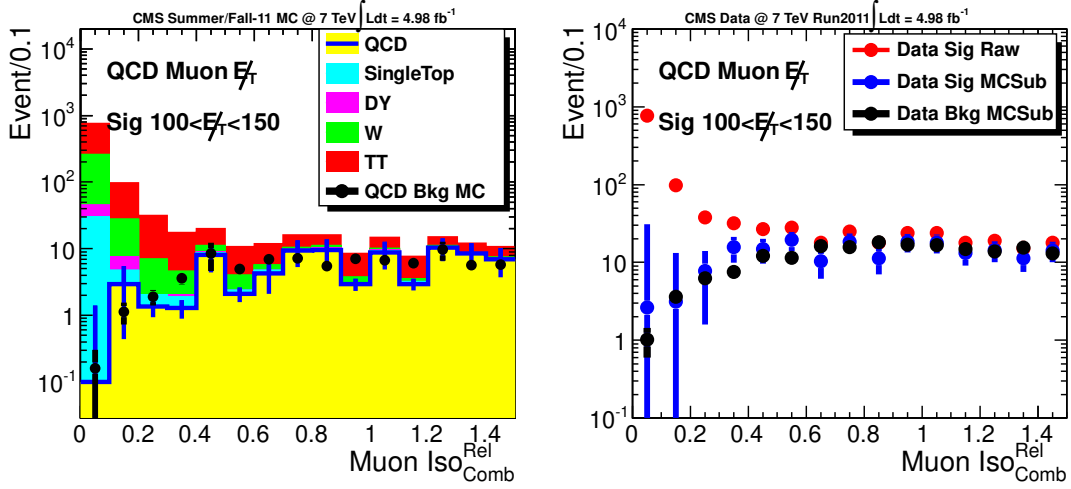 CMS Summer/Fall-11 MC @ 7 TeV ∫ Ldt = 4.98 fb⁻¹
Event/0.1
10⁴
10³
10²
10
1
10⁻¹
QCD Muon E̸_T
Sig 100<E̸_T<150
QCD
SingleTop
DY
W
TT
QCD Bkg MC
0 0.2 0.4 0.6 0.8 1 1.2 1.4
Muon Iso^Rel_Comb
CMS Data @ 7 TeV Run2011 ∫ Ldt = 4.98 fb⁻¹
Event/0.1
10⁴
10³
10²
10
1
10⁻¹
QCD Muon E̸_T
Sig 100<E̸_T<150
Data Sig Raw
Data Sig MCSub
Data Bkg MCSub
0 0.2 0.4 0.6 0.8 1 1.2 1.4
Muon Iso^Rel_Comb